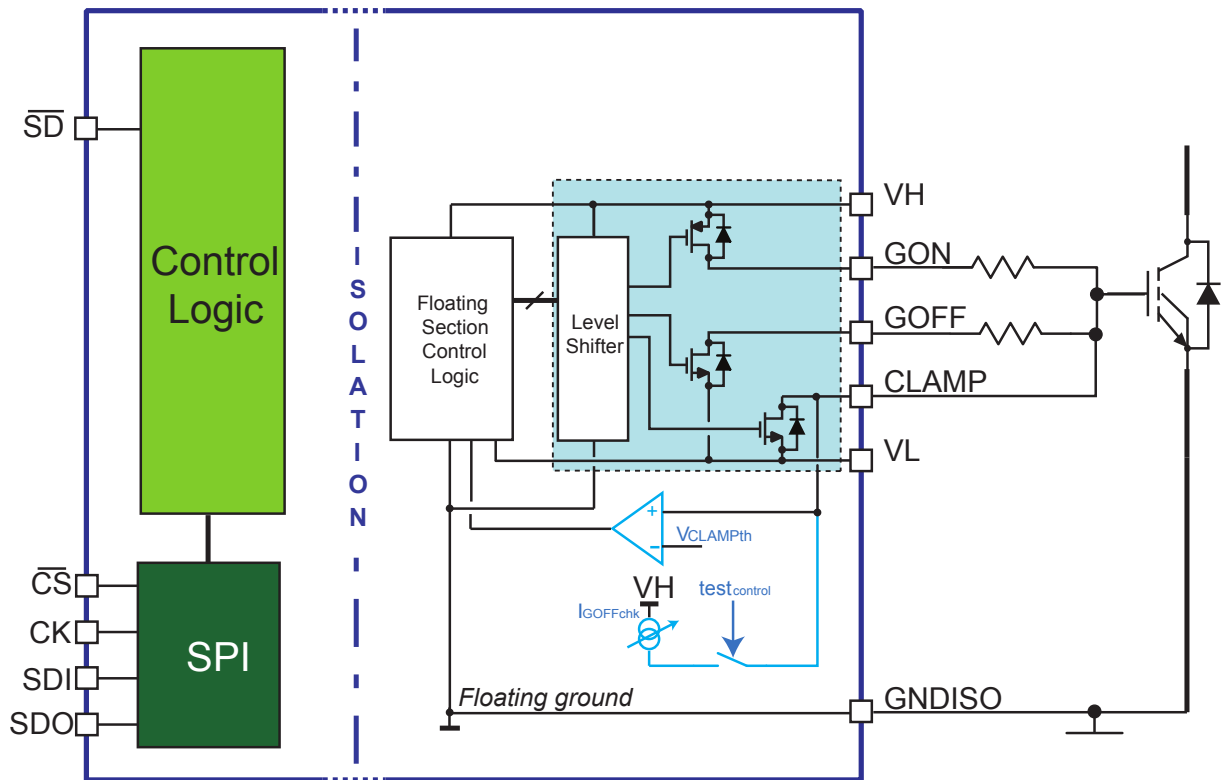 SD
Control
Logic
CS
CK
SDI
SDO
SPI
ISOLATION
Floating
Section
Control
Logic
Level
Shifter
VH
GON
GOFF
CLAMP
VL
+
VCLAMPth
−
VH
IGOFFchk
testcontrol
Floating ground
GNDISO